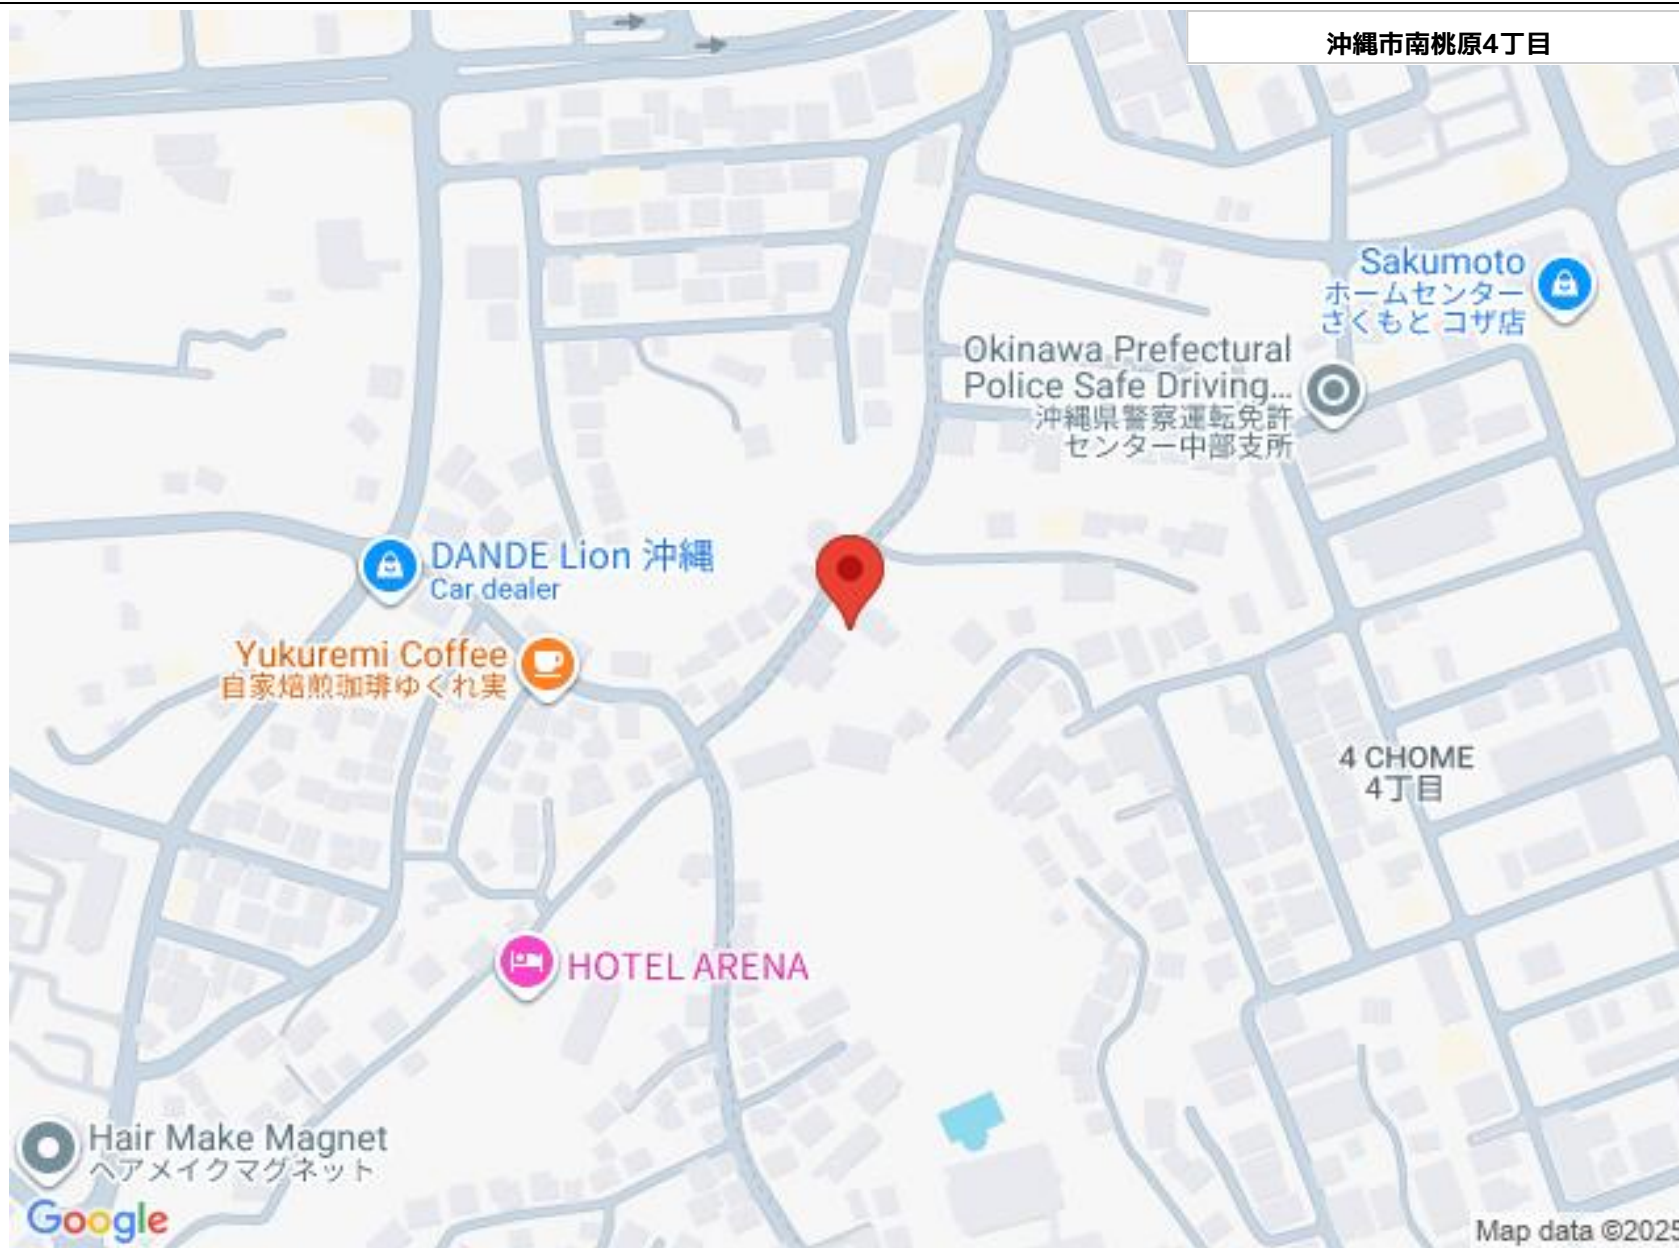 沖縄市南桃原4丁目
Sakumoto
ホームセンター
さくもと コザ店
Okinawa Prefectural
Police Safe Driving...
沖縄県警察運転免許
センター中部支所
DANDE Lion 沖縄
Car dealer
Yukuremi Coffee
自家焙煎珈琲ゆくれ実
4 CHOME
4丁目
HOTEL ARENA
Hair Make Magnet
ヘアメイクマグネット
Google
Map data ©2025